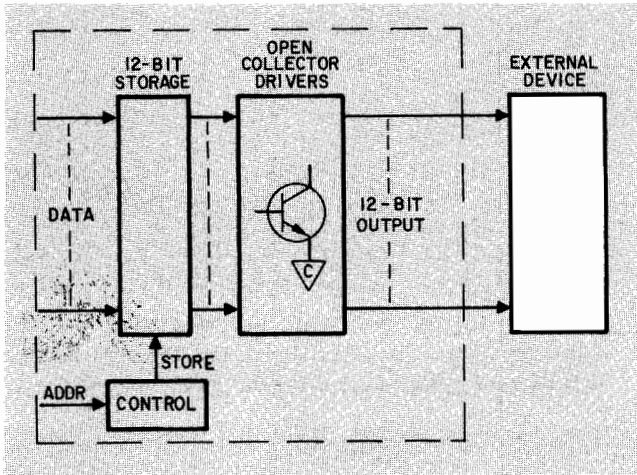 12-BIT
STORAGE
OPEN
COLLECTOR
DRIVERS
EXTERNAL
DEVICE
DATA
C
12-BIT
OUTPUT
STORE
ADDR
CONTROL